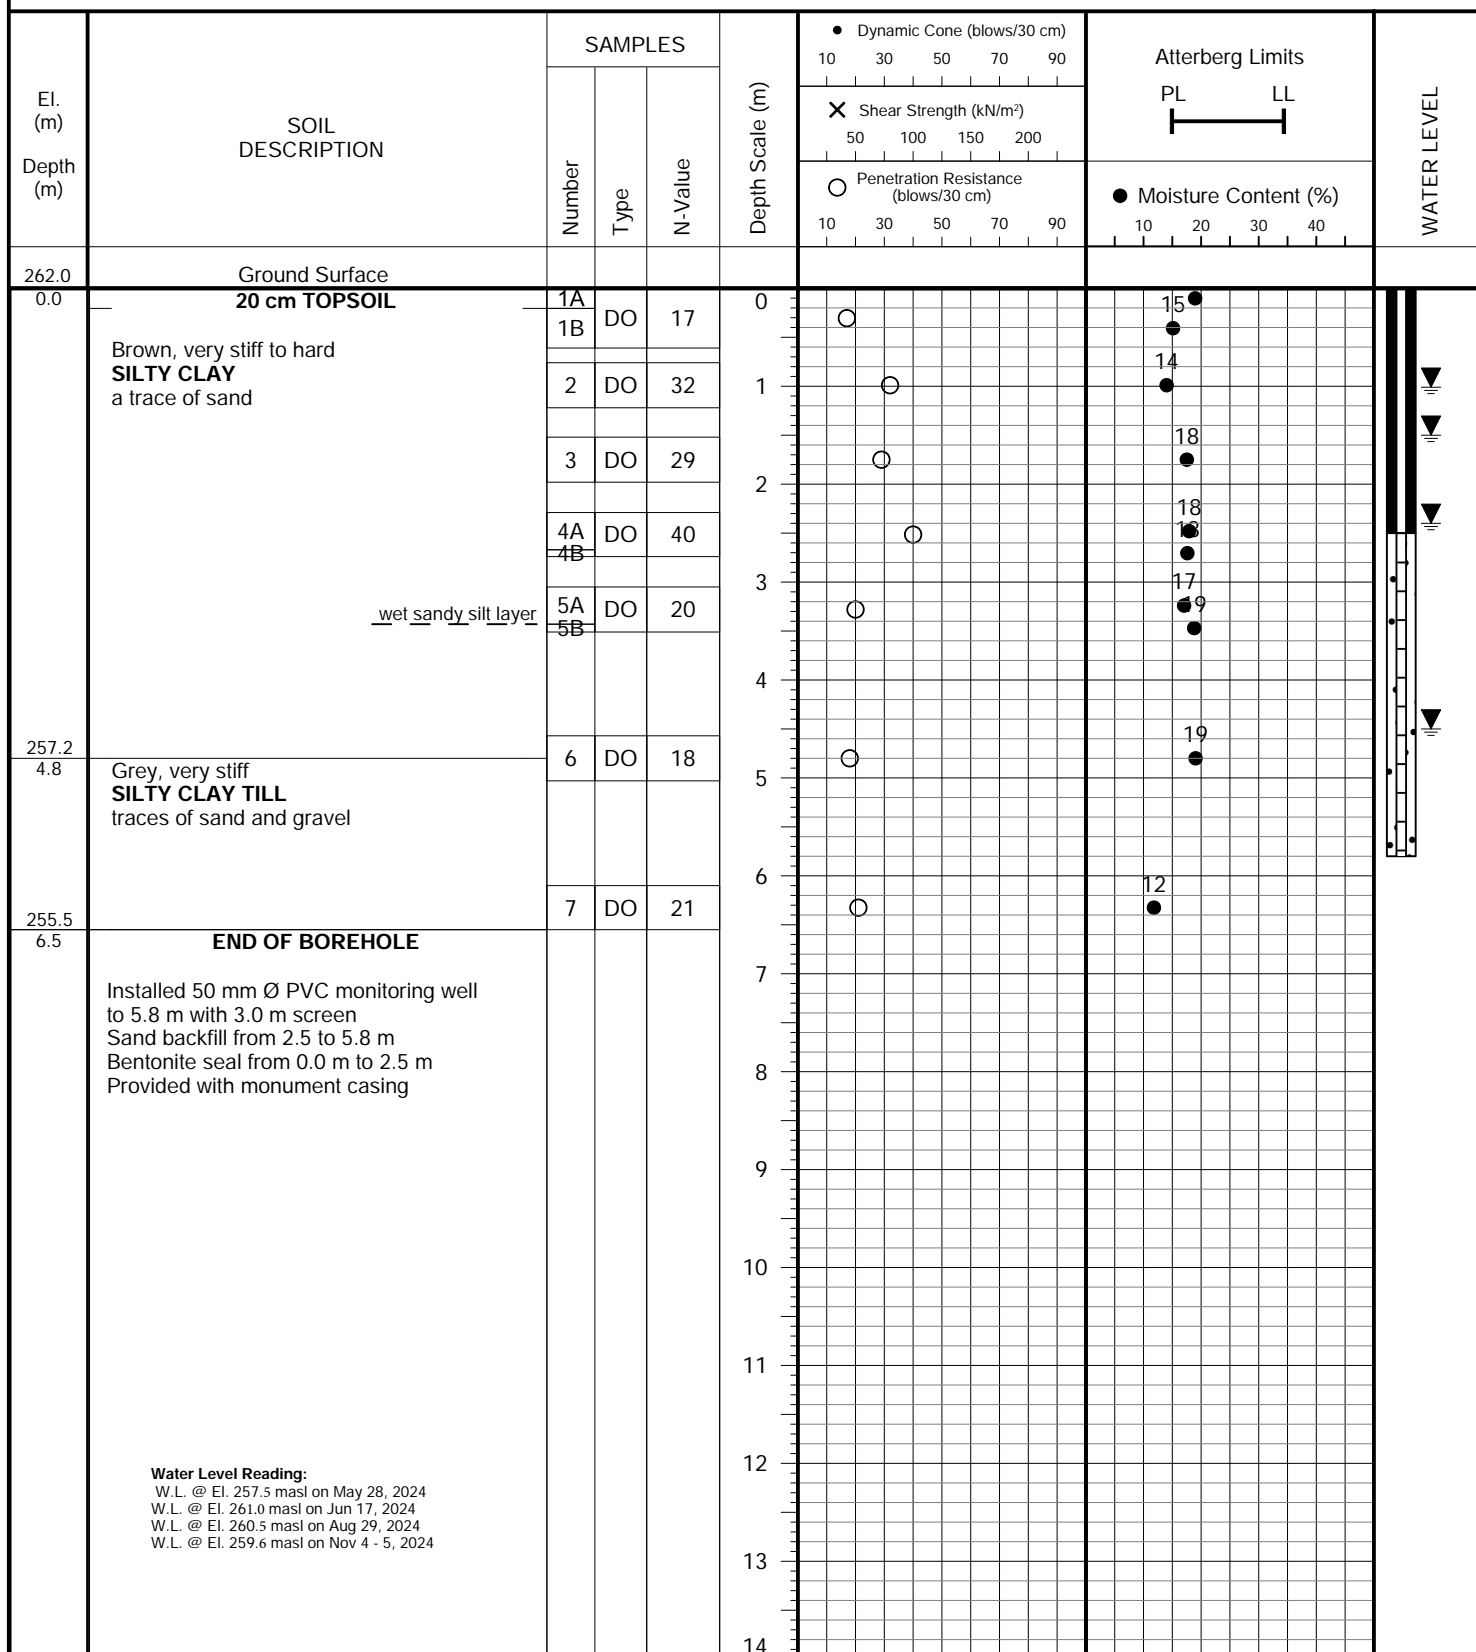 El.
(m)
Depth
(m)
SOIL
DESCRIPTION
SAMPLES
Number
Type
N-Value
Depth Scale (m)
Dynamic Cone (blows/30 cm)
10 30 50 70 90
Shear Strength (kN/m²)
50 100 150 200
Penetration Resistance
(blows/30 cm)
10 30 50 70 90
Atterberg Limits
PL LL
Moisture Content (%)
10 20 30 40
WATER LEVEL
262.0 Ground Surface
0.0 20 cm TOPSOIL 1A 0
1B DO 17 15
Brown, very stiff to hard
SILTY CLAY
a trace of sand
2 DO 32 1 14
3 DO 29 18
2
4A DO 40 18
4B 18
3
17
wet sandy silt layer 5A DO 20 19
5B
4
257.2 6 DO 18 19
4.8 Grey, very stiff
SILTY CLAY TILL
traces of sand and gravel
5
6
7 DO 21 12
255.5
6.5 END OF BOREHOLE
7
Installed 50 mm Ø PVC monitoring well
to 5.8 m with 3.0 m screen
Sand backfill from 2.5 to 5.8 m
Bentonite seal from 0.0 m to 2.5 m
Provided with monument casing
8
9
10
11
12
Water Level Reading:
W.L. @ El. 257.5 masl on May 28, 2024
W.L. @ El. 261.0 masl on Jun 17, 2024
W.L. @ El. 260.5 masl on Aug 29, 2024
W.L. @ El. 259.6 masl on Nov 4 - 5, 2024
13
14